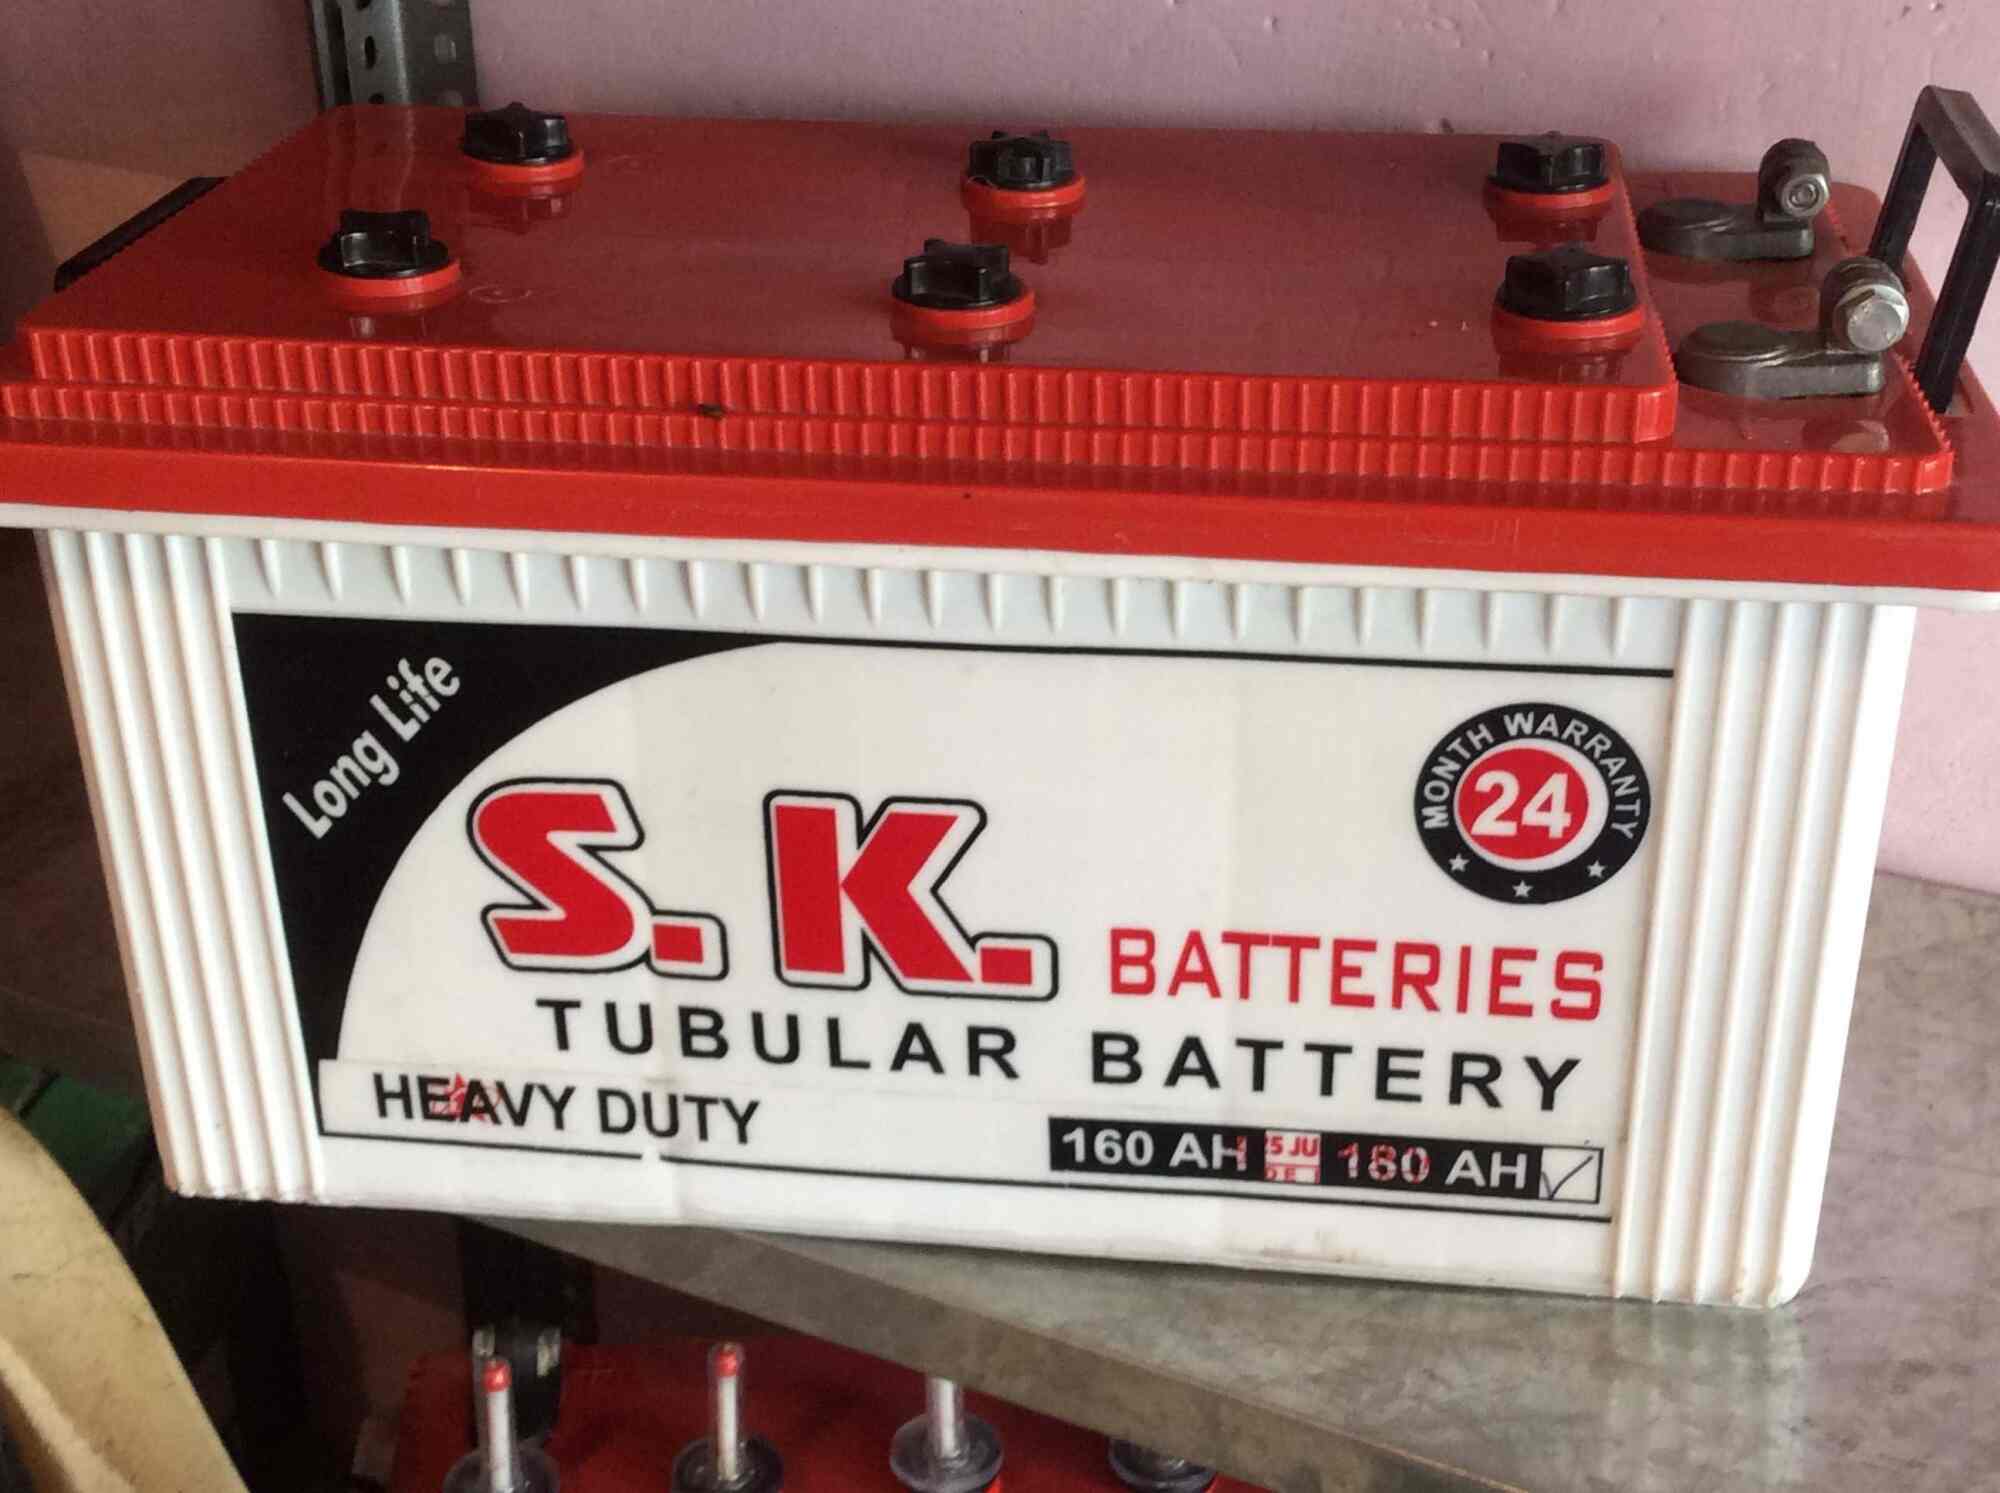 Long Life
MONTH WARRANTY
24
S.K. BATTERIES
TUBULAR BATTERY
HEAVY DUTY
160 AH 180 AH